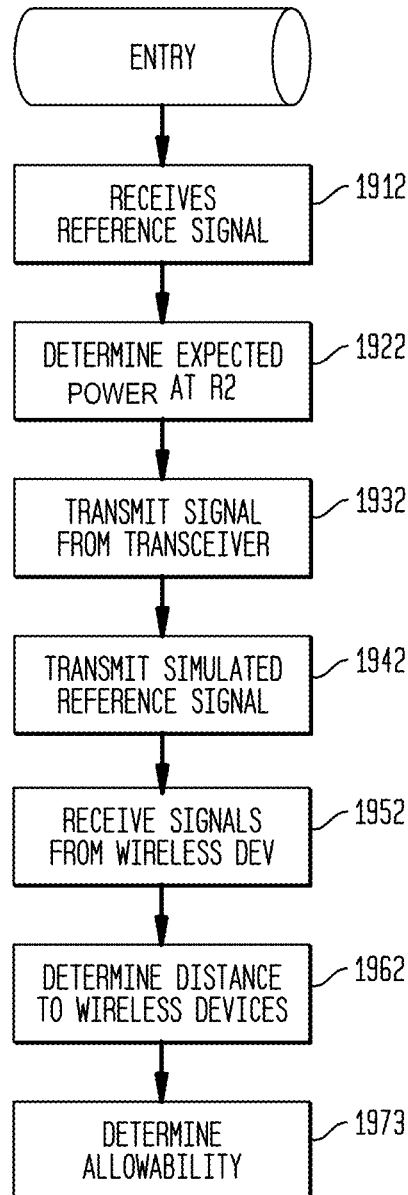 ENTRY
RECEIVES
REFERENCE SIGNAL
1912
DETERMINE EXPECTED
POWER AT R2
1922
TRANSMIT SIGNAL
FROM TRANSCEIVER
1932
TRANSMIT SIMULATED
REFERENCE SIGNAL
1942
RECEIVE SIGNALS
FROM WIRELESS DEV
1952
DETERMINE DISTANCE
TO WIRELESS DEVICES
1962
DETERMINE
ALLOWABILITY
1973